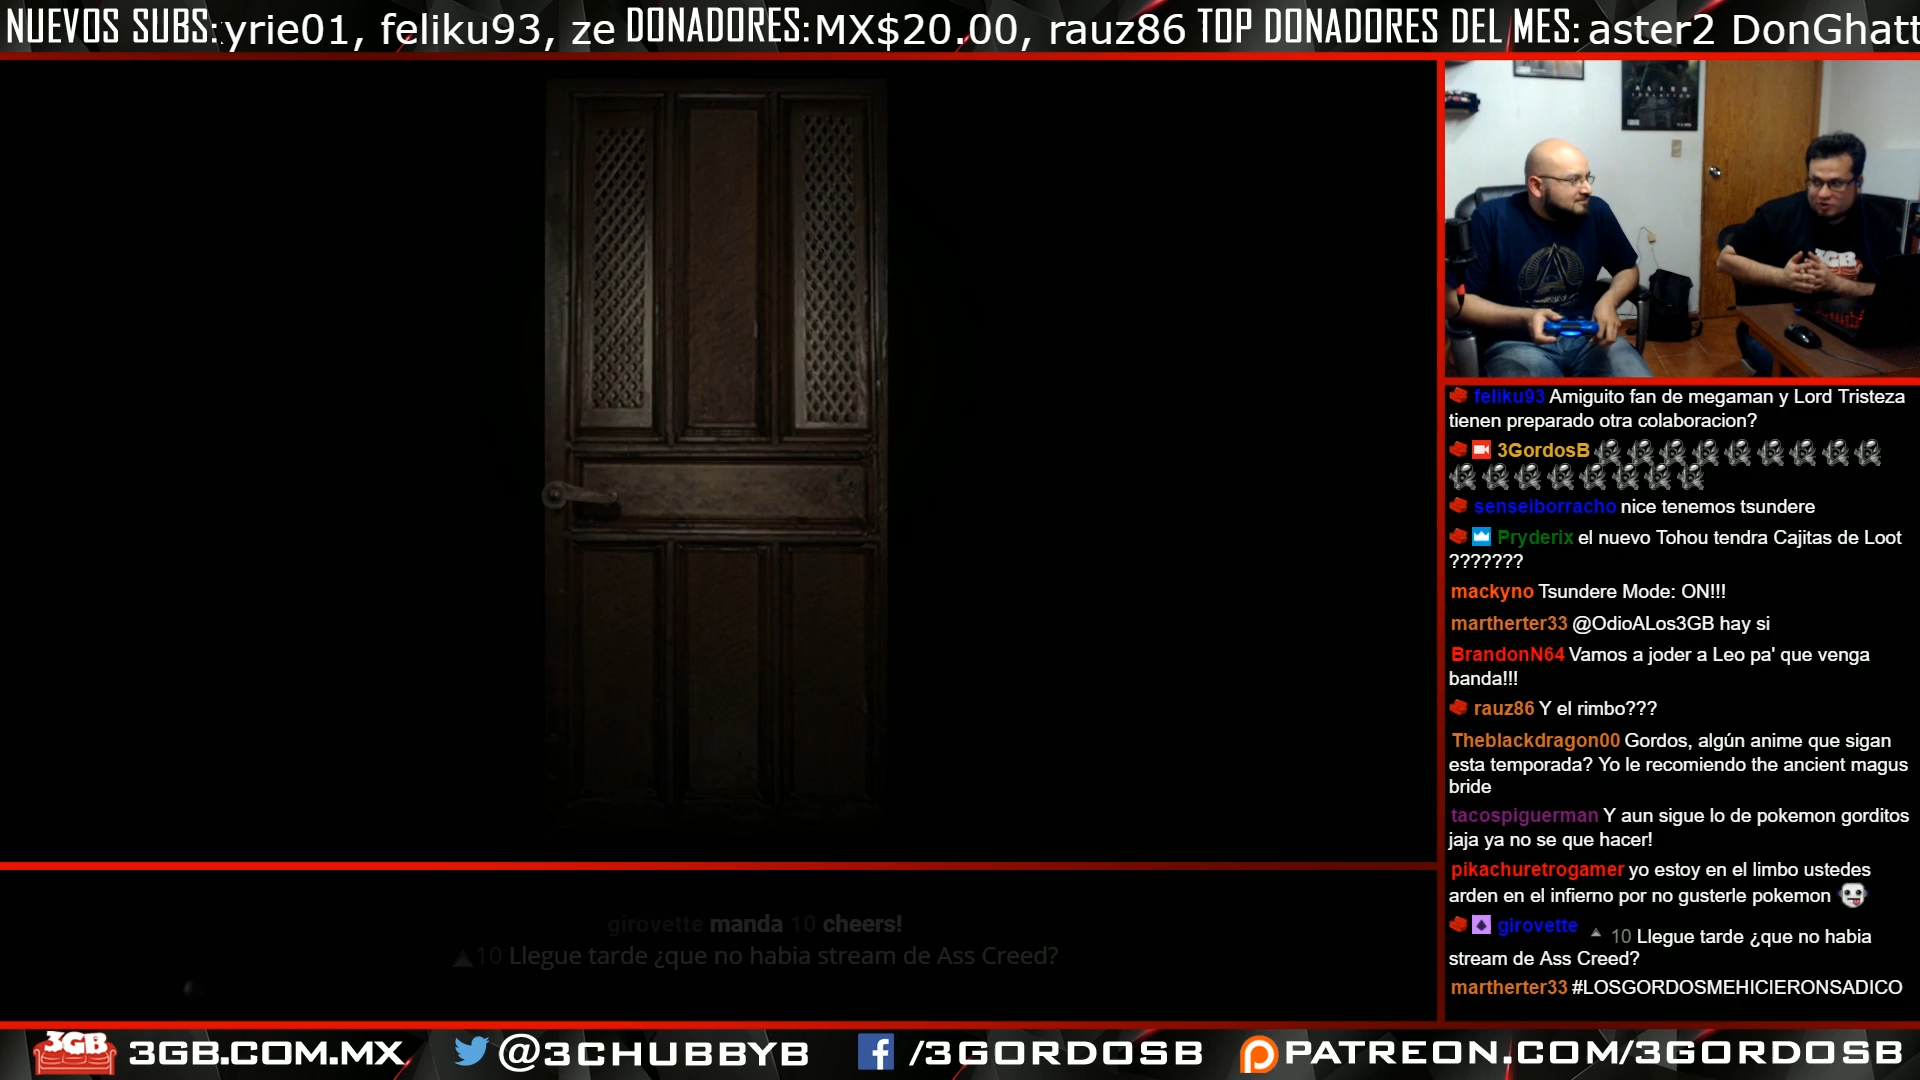 NUEVOS SUBS: yrie01, feliku93, ze DONADORES: MX$20.00, rauz86 TOP DONADORES DEL MES: aster2 DonGhatt
ALIEN
3GB
feliku93 Amiguito fan de megaman y Lord Tristeza
tienen preparado otra colaboracion?
3GordosB
senseiborracho nice tenemos tsundere
Pryderix el nuevo Tohou tendra Cajitas de Loot
???????
mackyno Tsundere Mode: ON!!!
martherter33 @OdioALos3GB hay si
BrandonN64 Vamos a joder a Leo pa' que venga
banda!!!
rauz86 Y el rimbo???
Theblackdragon00 Gordos, algún anime que sigan
esta temporada? Yo le recomiendo the ancient magus
bride
tacospiguerman Y aun sigue lo de pokemon gorditos
jaja ya no se que hacer!
pikachuretrogamer yo estoy en el limbo ustedes
arden en el infierno por no gusterle pokemon
girovette 10 Llegue tarde ¿que no habia
stream de Ass Creed?
martherter33 #LOSGORDOSMEHICIERONSADICO
girovette manda 10 cheers!
10 Llegue tarde ¿que no habia stream de Ass Creed?
3GB 3GB.COM.MX @3CHUBBYB /3GORDOSB PATREON.COM/3GORDOSB